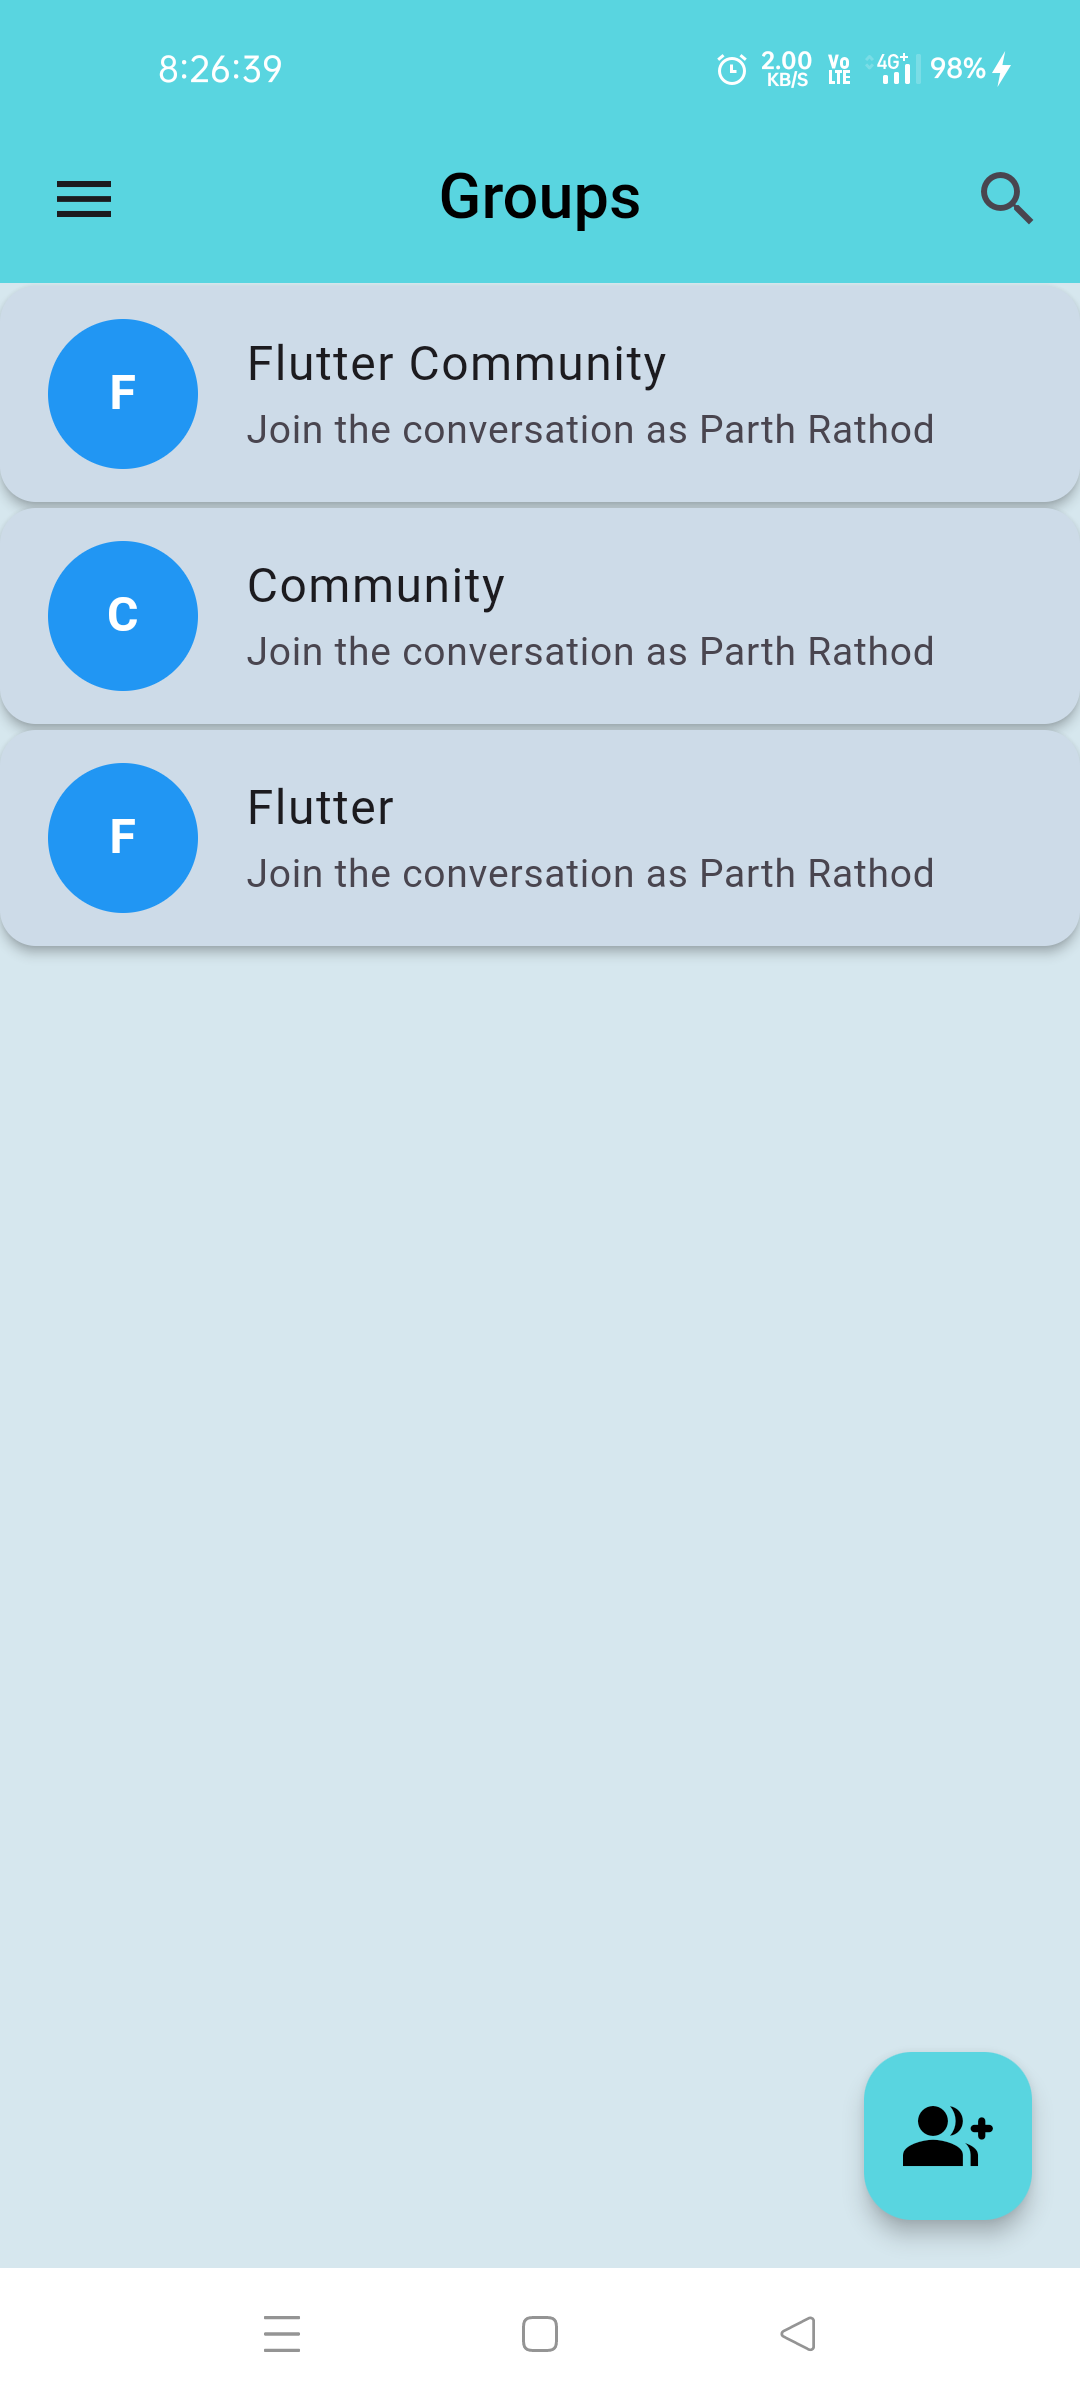 8:26:39
2.00 KB/S Vo LTE 4G+ 98%
Groups
F
Flutter Community
Join the conversation as Parth Rathod
C
Community
Join the conversation as Parth Rathod
F
Flutter
Join the conversation as Parth Rathod